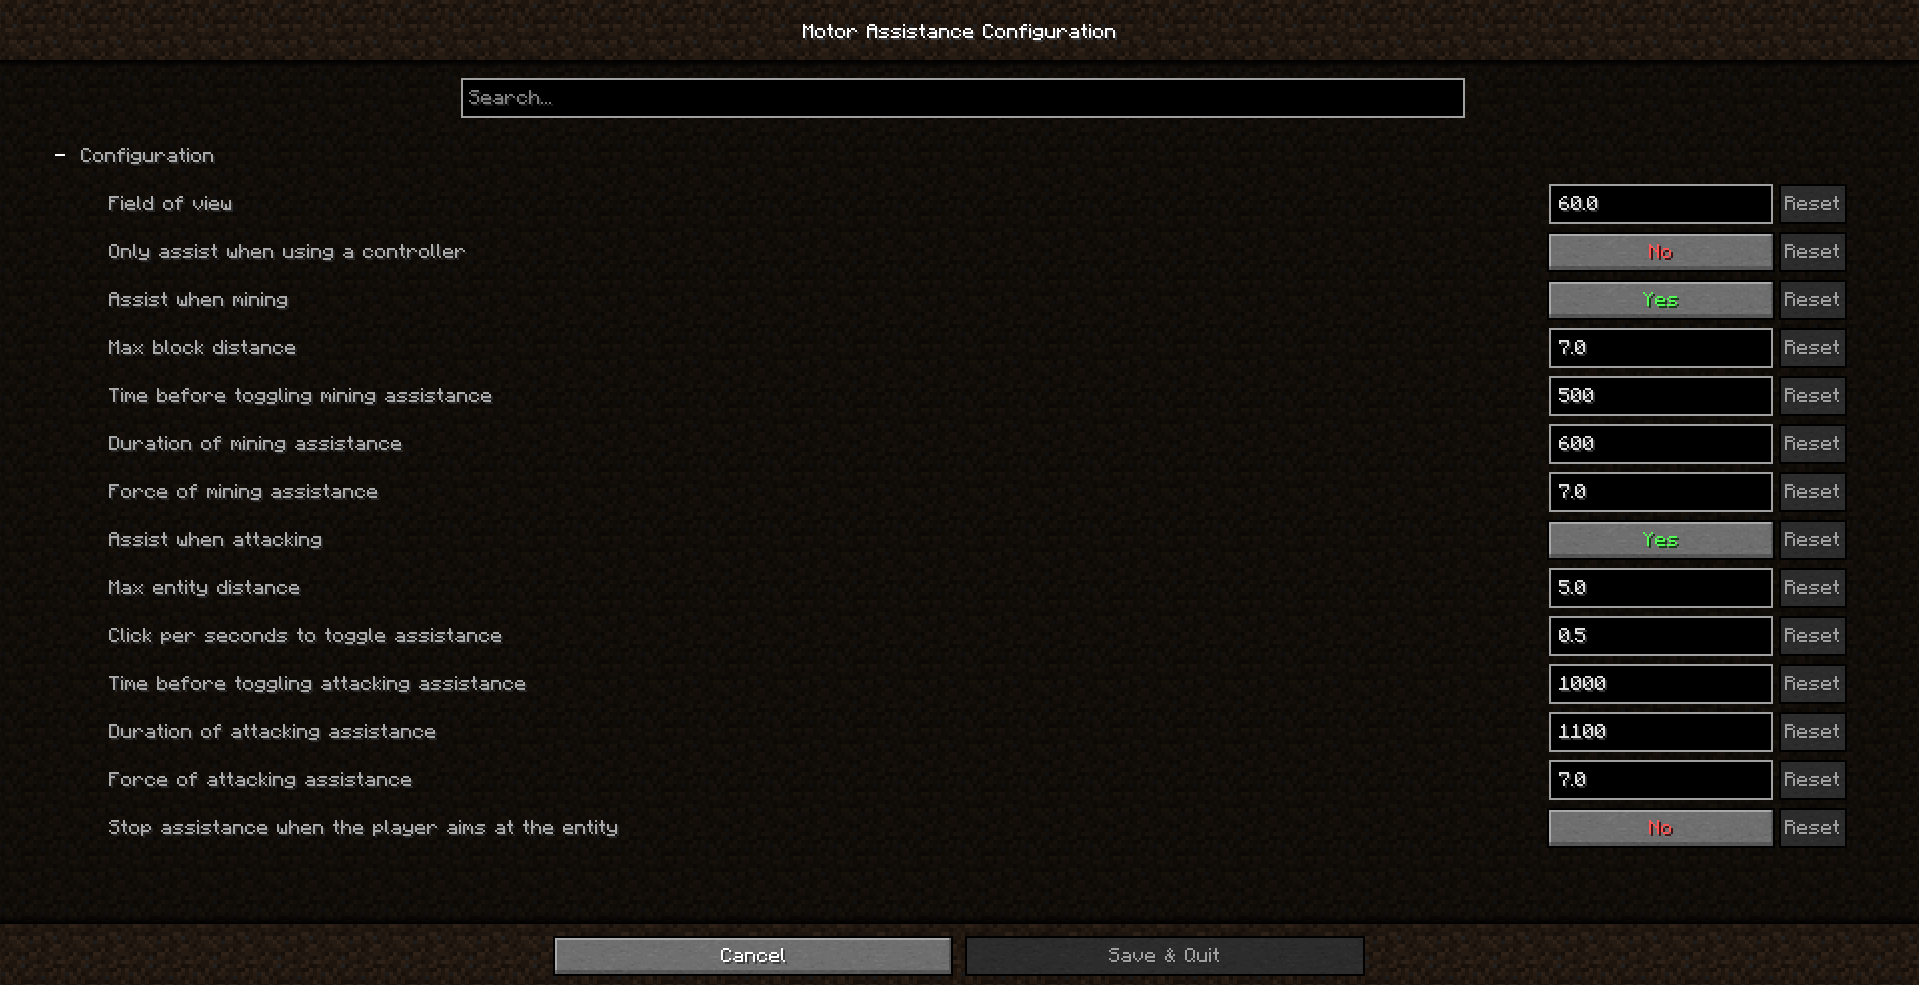 Motor Assistance Configuration
Search...
- Configuration
Field of view 60.0 Reset
Only assist when using a controller No Reset
Assist when mining Yes Reset
Max block distance 7.0 Reset
Time before toggling mining assistance 500 Reset
Duration of mining assistance 600 Reset
Force of mining assistance 7.0 Reset
Assist when attacking Yes Reset
Max entity distance 5.0 Reset
Click per seconds to toggle assistance 0.5 Reset
Time before toggling attacking assistance 1000 Reset
Duration of attacking assistance 1100 Reset
Force of attacking assistance 7.0 Reset
Stop assistance when the player aims at the entity No Reset
Cancel Save & Quit